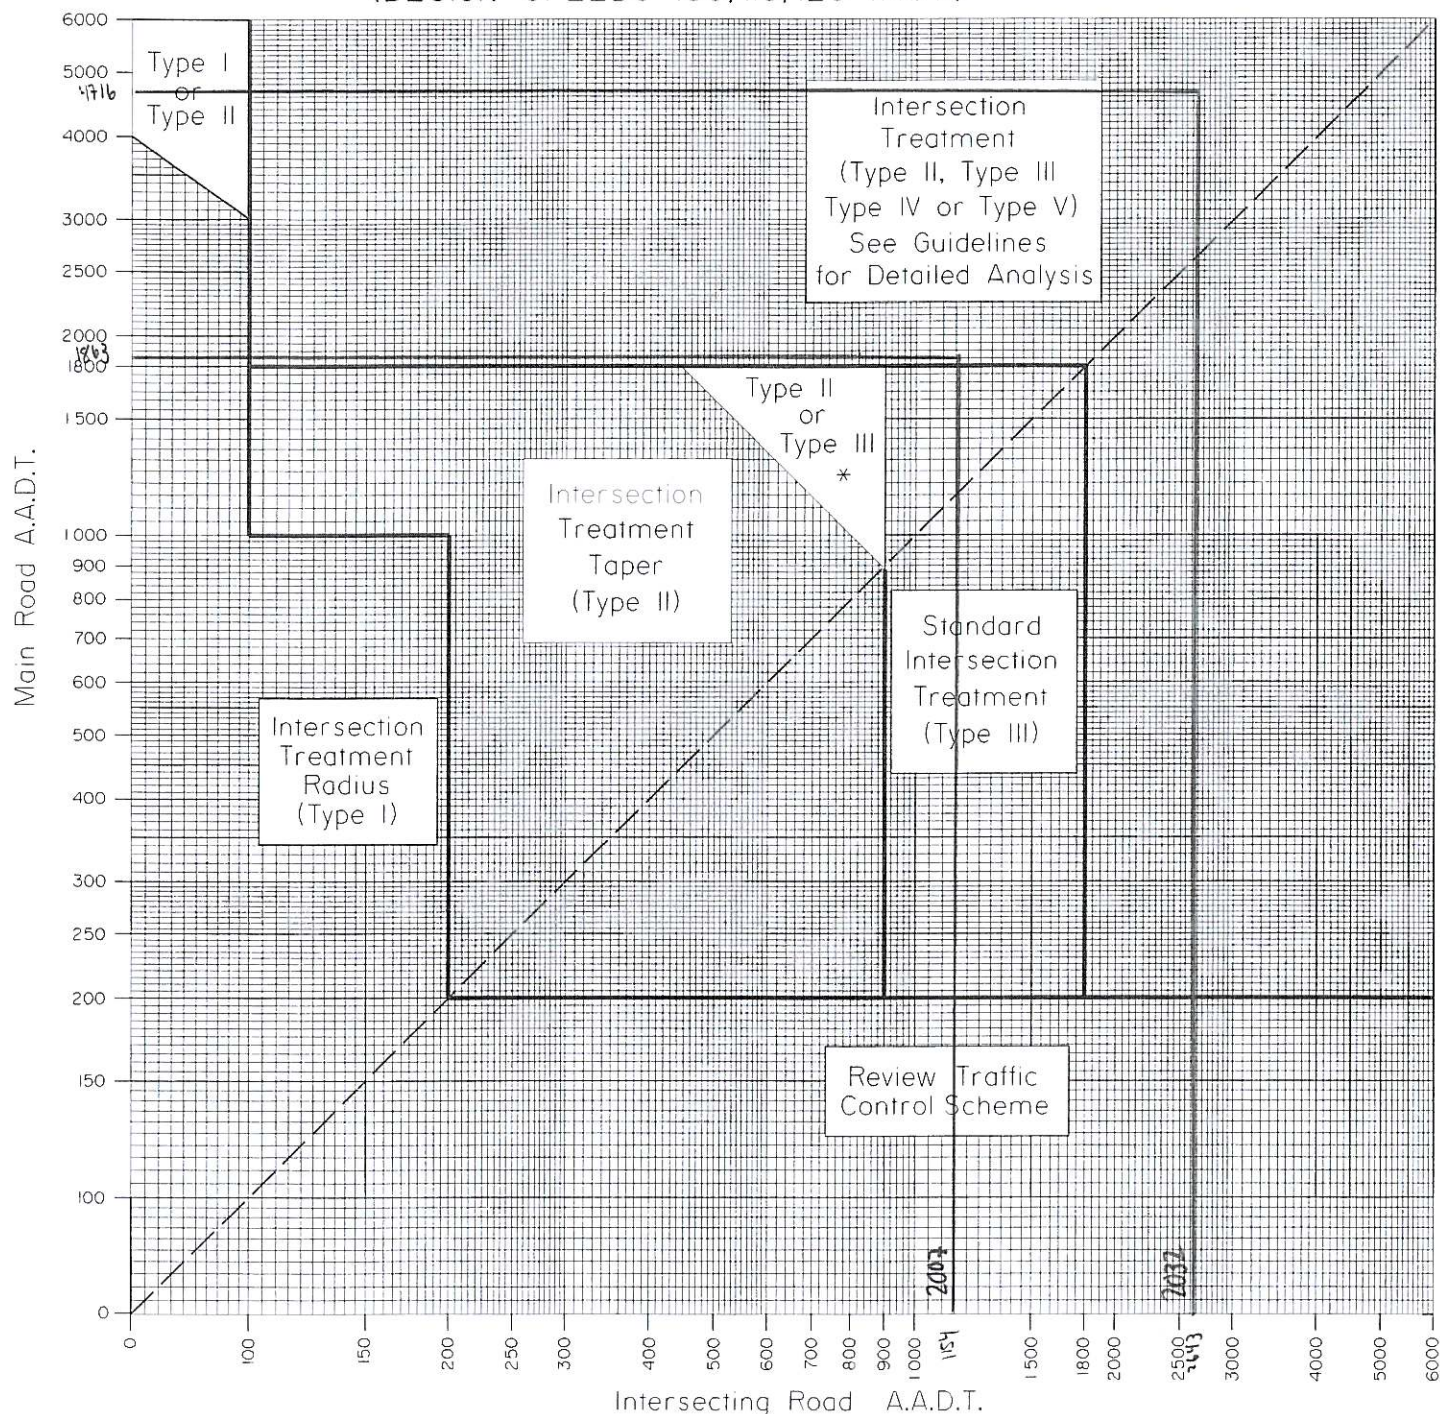 Type I
or
Type II
Intersection
Treatment
(Type II, Type III
Type IV or Type V)
See Guidelines
for Detailed Analysis
Type II
or
Type III
*
Intersection
Treatment
Taper
(Type II)
Standard
Intersection
Treatment
(Type III)
Intersection
Treatment
Radius
(Type I)
Review Traffic
Control Scheme
Main Road A.A.D.T.
6000
5000
4716
4000
3000
2500
2000
1863
1800
1500
1000
900
800
700
600
500
400
300
250
200
150
100
0
2007
2032
0
100
150
200
250
300
400
500
600
700
800
900
1000
1154
1500
1800
2000
2500
2643
3000
4000
5000
6000
Intersecting Road A.A.D.T.